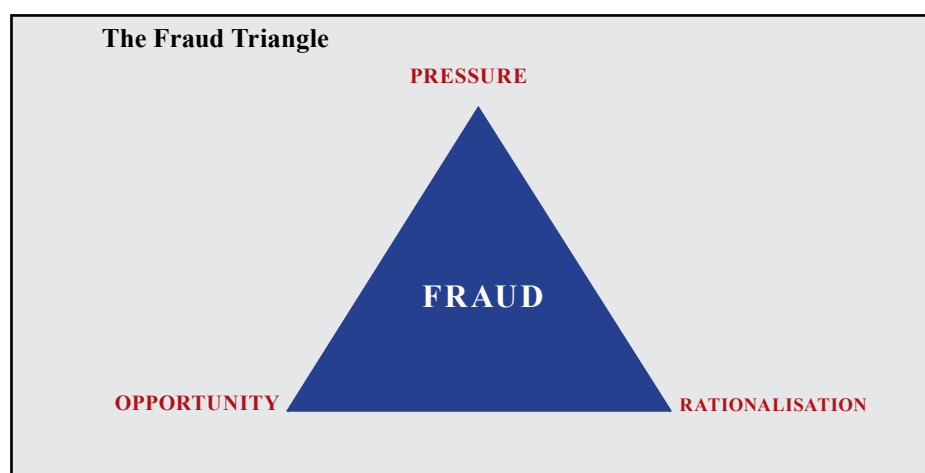 The Fraud Triangle
PRESSURE
FRAUD
OPPORTUNITY
RATIONALISATION